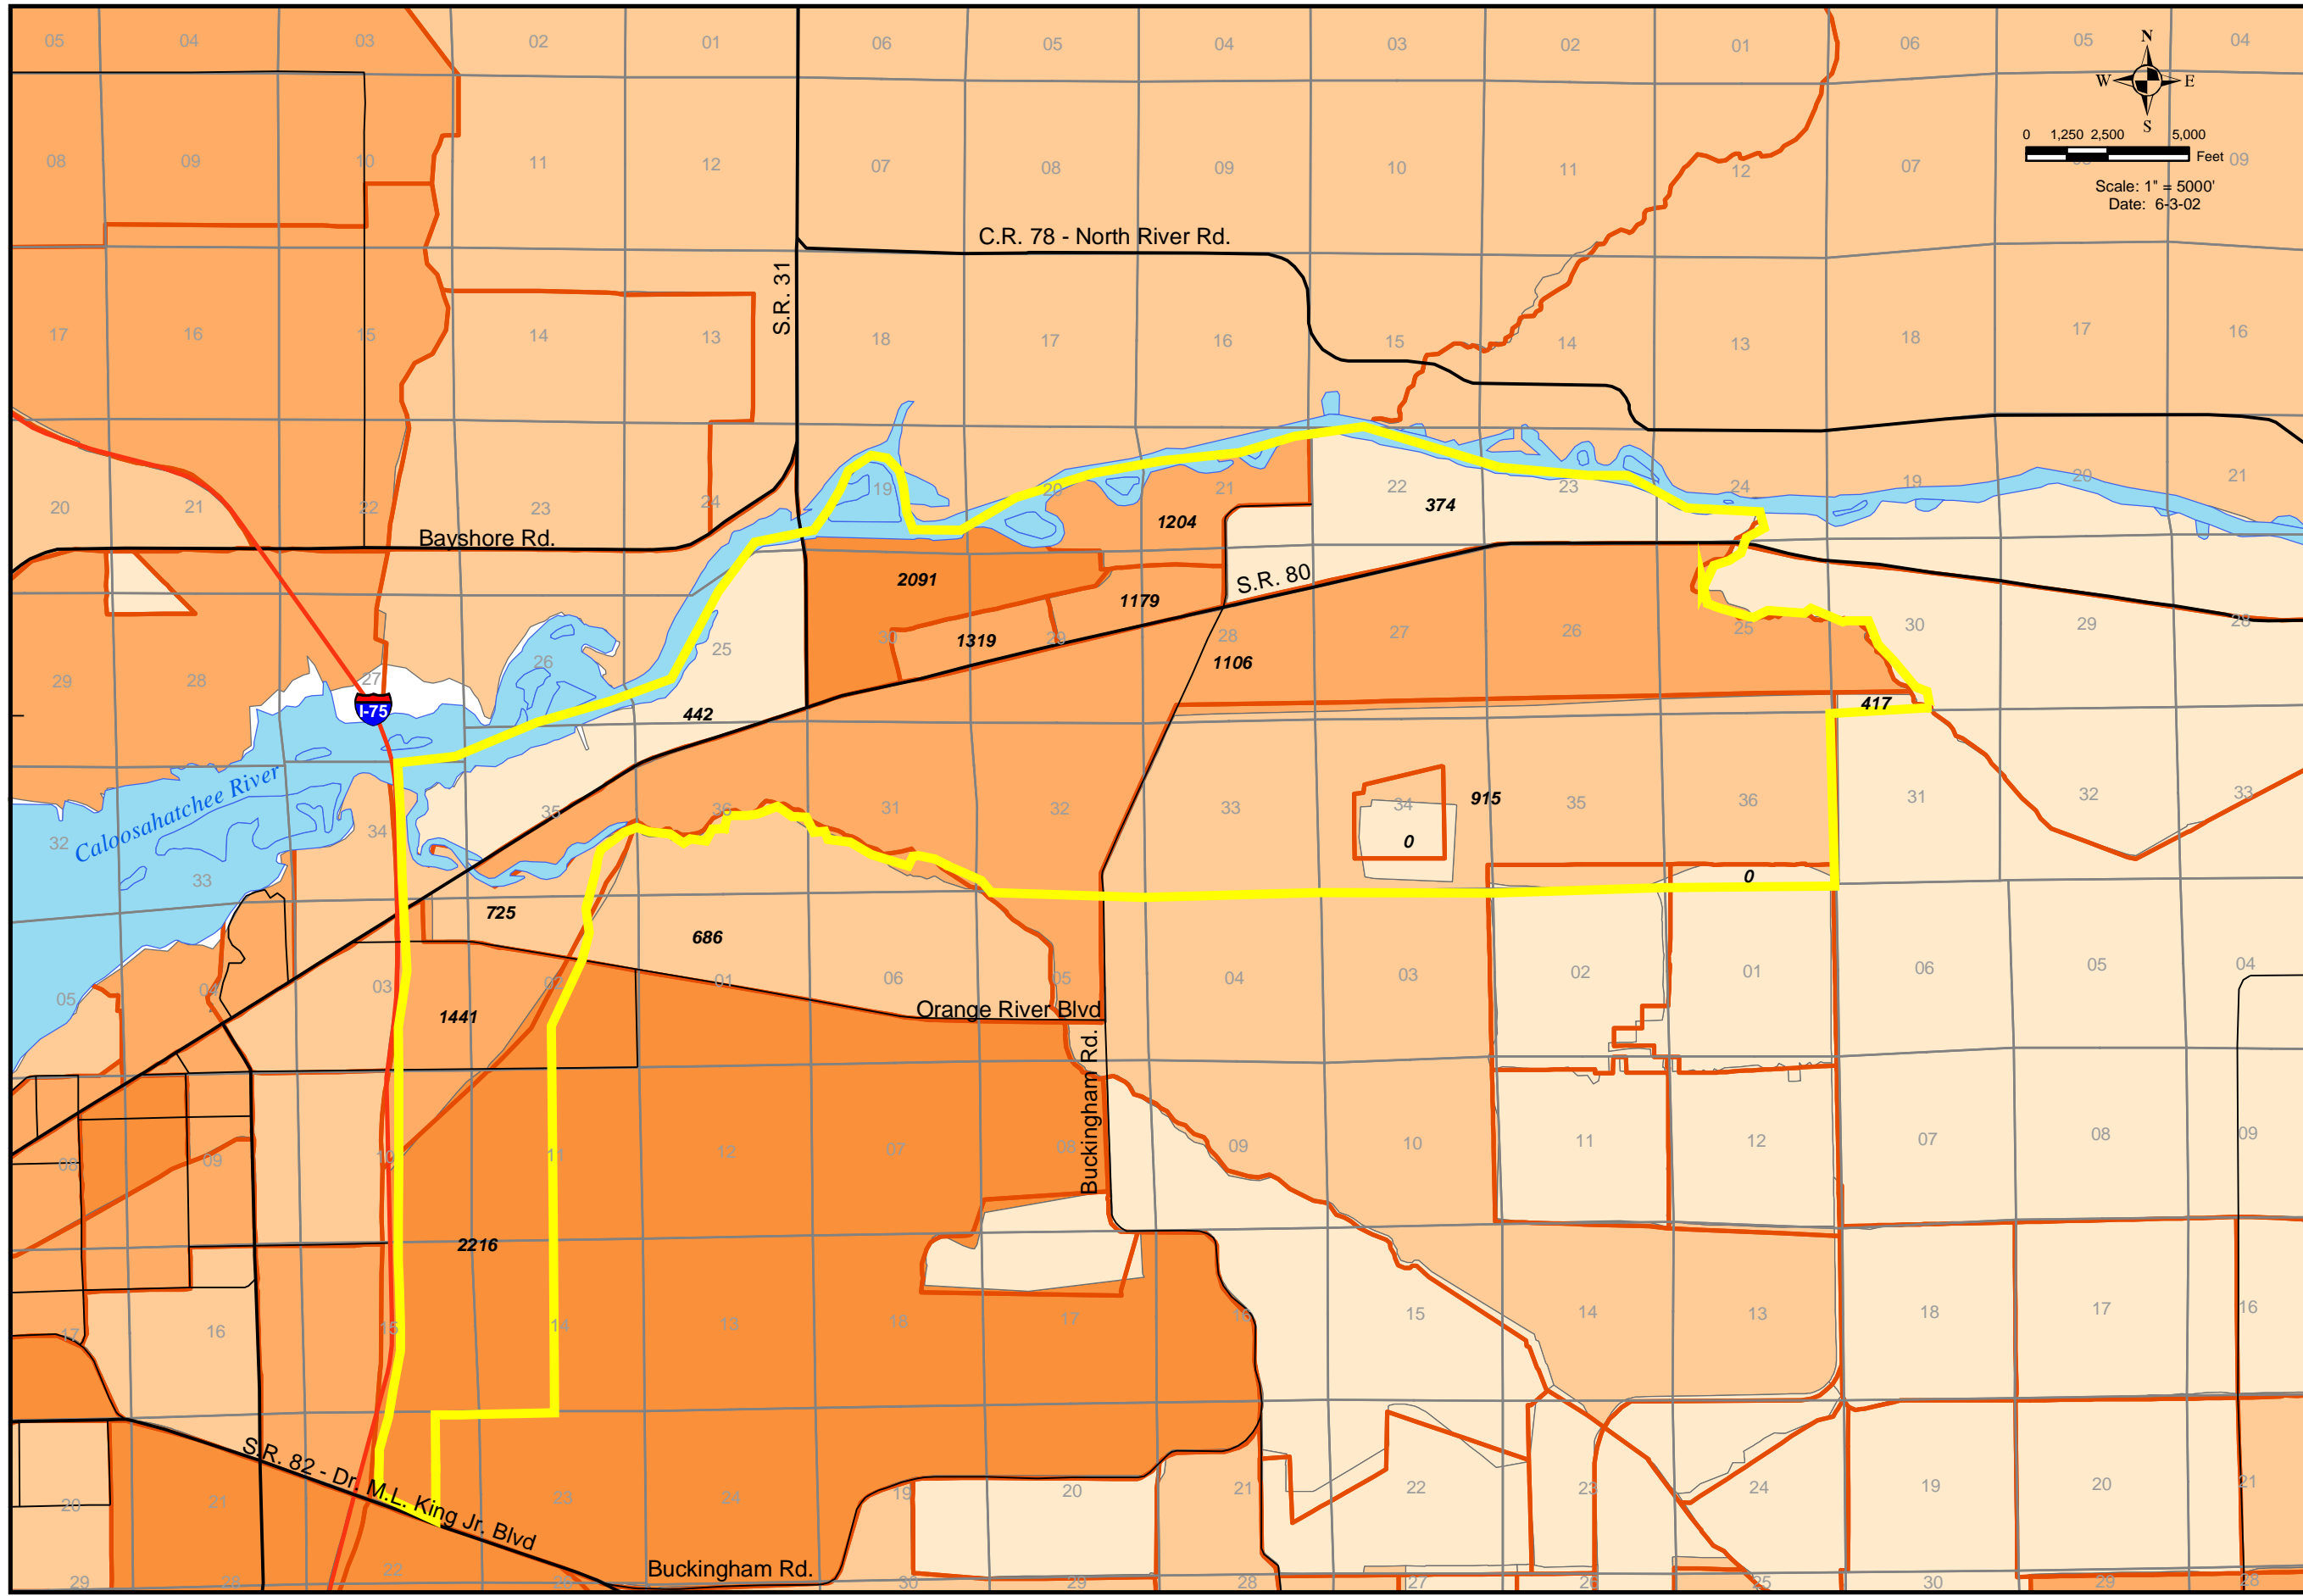 05 04 03 02 01 06 05 04 03 02 01 06 05 04
N
W E
S
0 1,250 2,500 5,000
Feet
Scale: 1" = 5000'
Date: 6-3-02
08 09 10 11 12 07 08 09 10 11 12 07 09
C.R. 78 - North River Rd.
S.R. 31
17 16 15 14 13 18 17 16 15 14 13 18 17 16
20 21 22 23 24 19 20 21 22 23 24 19 20 21
1204
374
Bayshore Rd.
2091
1179
S.R. 80
1319
1106
29 28 27 26 25 30 29 28 27 26 25 30 29 28
I-75
442
417
Caloosahatchee River
32 33 34 35 36 31 32 33 34 35 36 31 32 33
915
0
0
725
686
05 04 03 02 01 06 05 04 03 02 01 06 05 04
1441
Orange River Blvd
Buckingham Rd.
08 09 10 11 12 07 08 09 10 11 12 07 08 09
2216
17 16 15 14 13 18 17 16 15 14 13 18 17 16
S.R. 82 - Dr. M.L. King Jr. Blvd
20 21 23 24 19 20 21 22 23 24 19 20 21
Buckingham Rd.
29 28 22 26 30 29 28 27 26 25 30 29 28